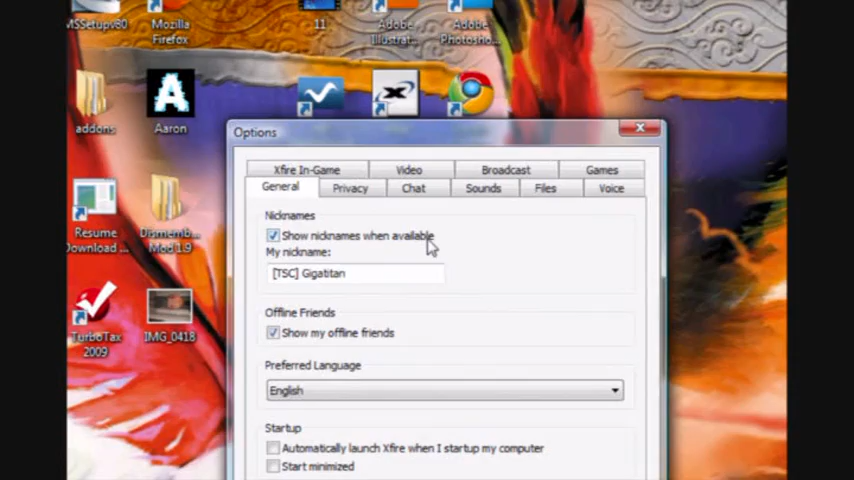 MSSetupv80
Mozilla
Firefox
11
Adobe
Illustrat...
Adobe
Photosho...
addons
Aaron
Resume
Download ...
Dismemb...
Mod 1.9
TurboTax
2009
IMG_0418
Options
Xfire In-Game
Video
Broadcast
Games
General
Privacy
Chat
Sounds
Files
Voice
Nicknames
Show nicknames when available
My nickname:
[TSC] Gigatitan
Offline Friends
Show my offline friends
Preferred Language
English
Startup
Automatically launch Xfire when I startup my computer
Start minimized